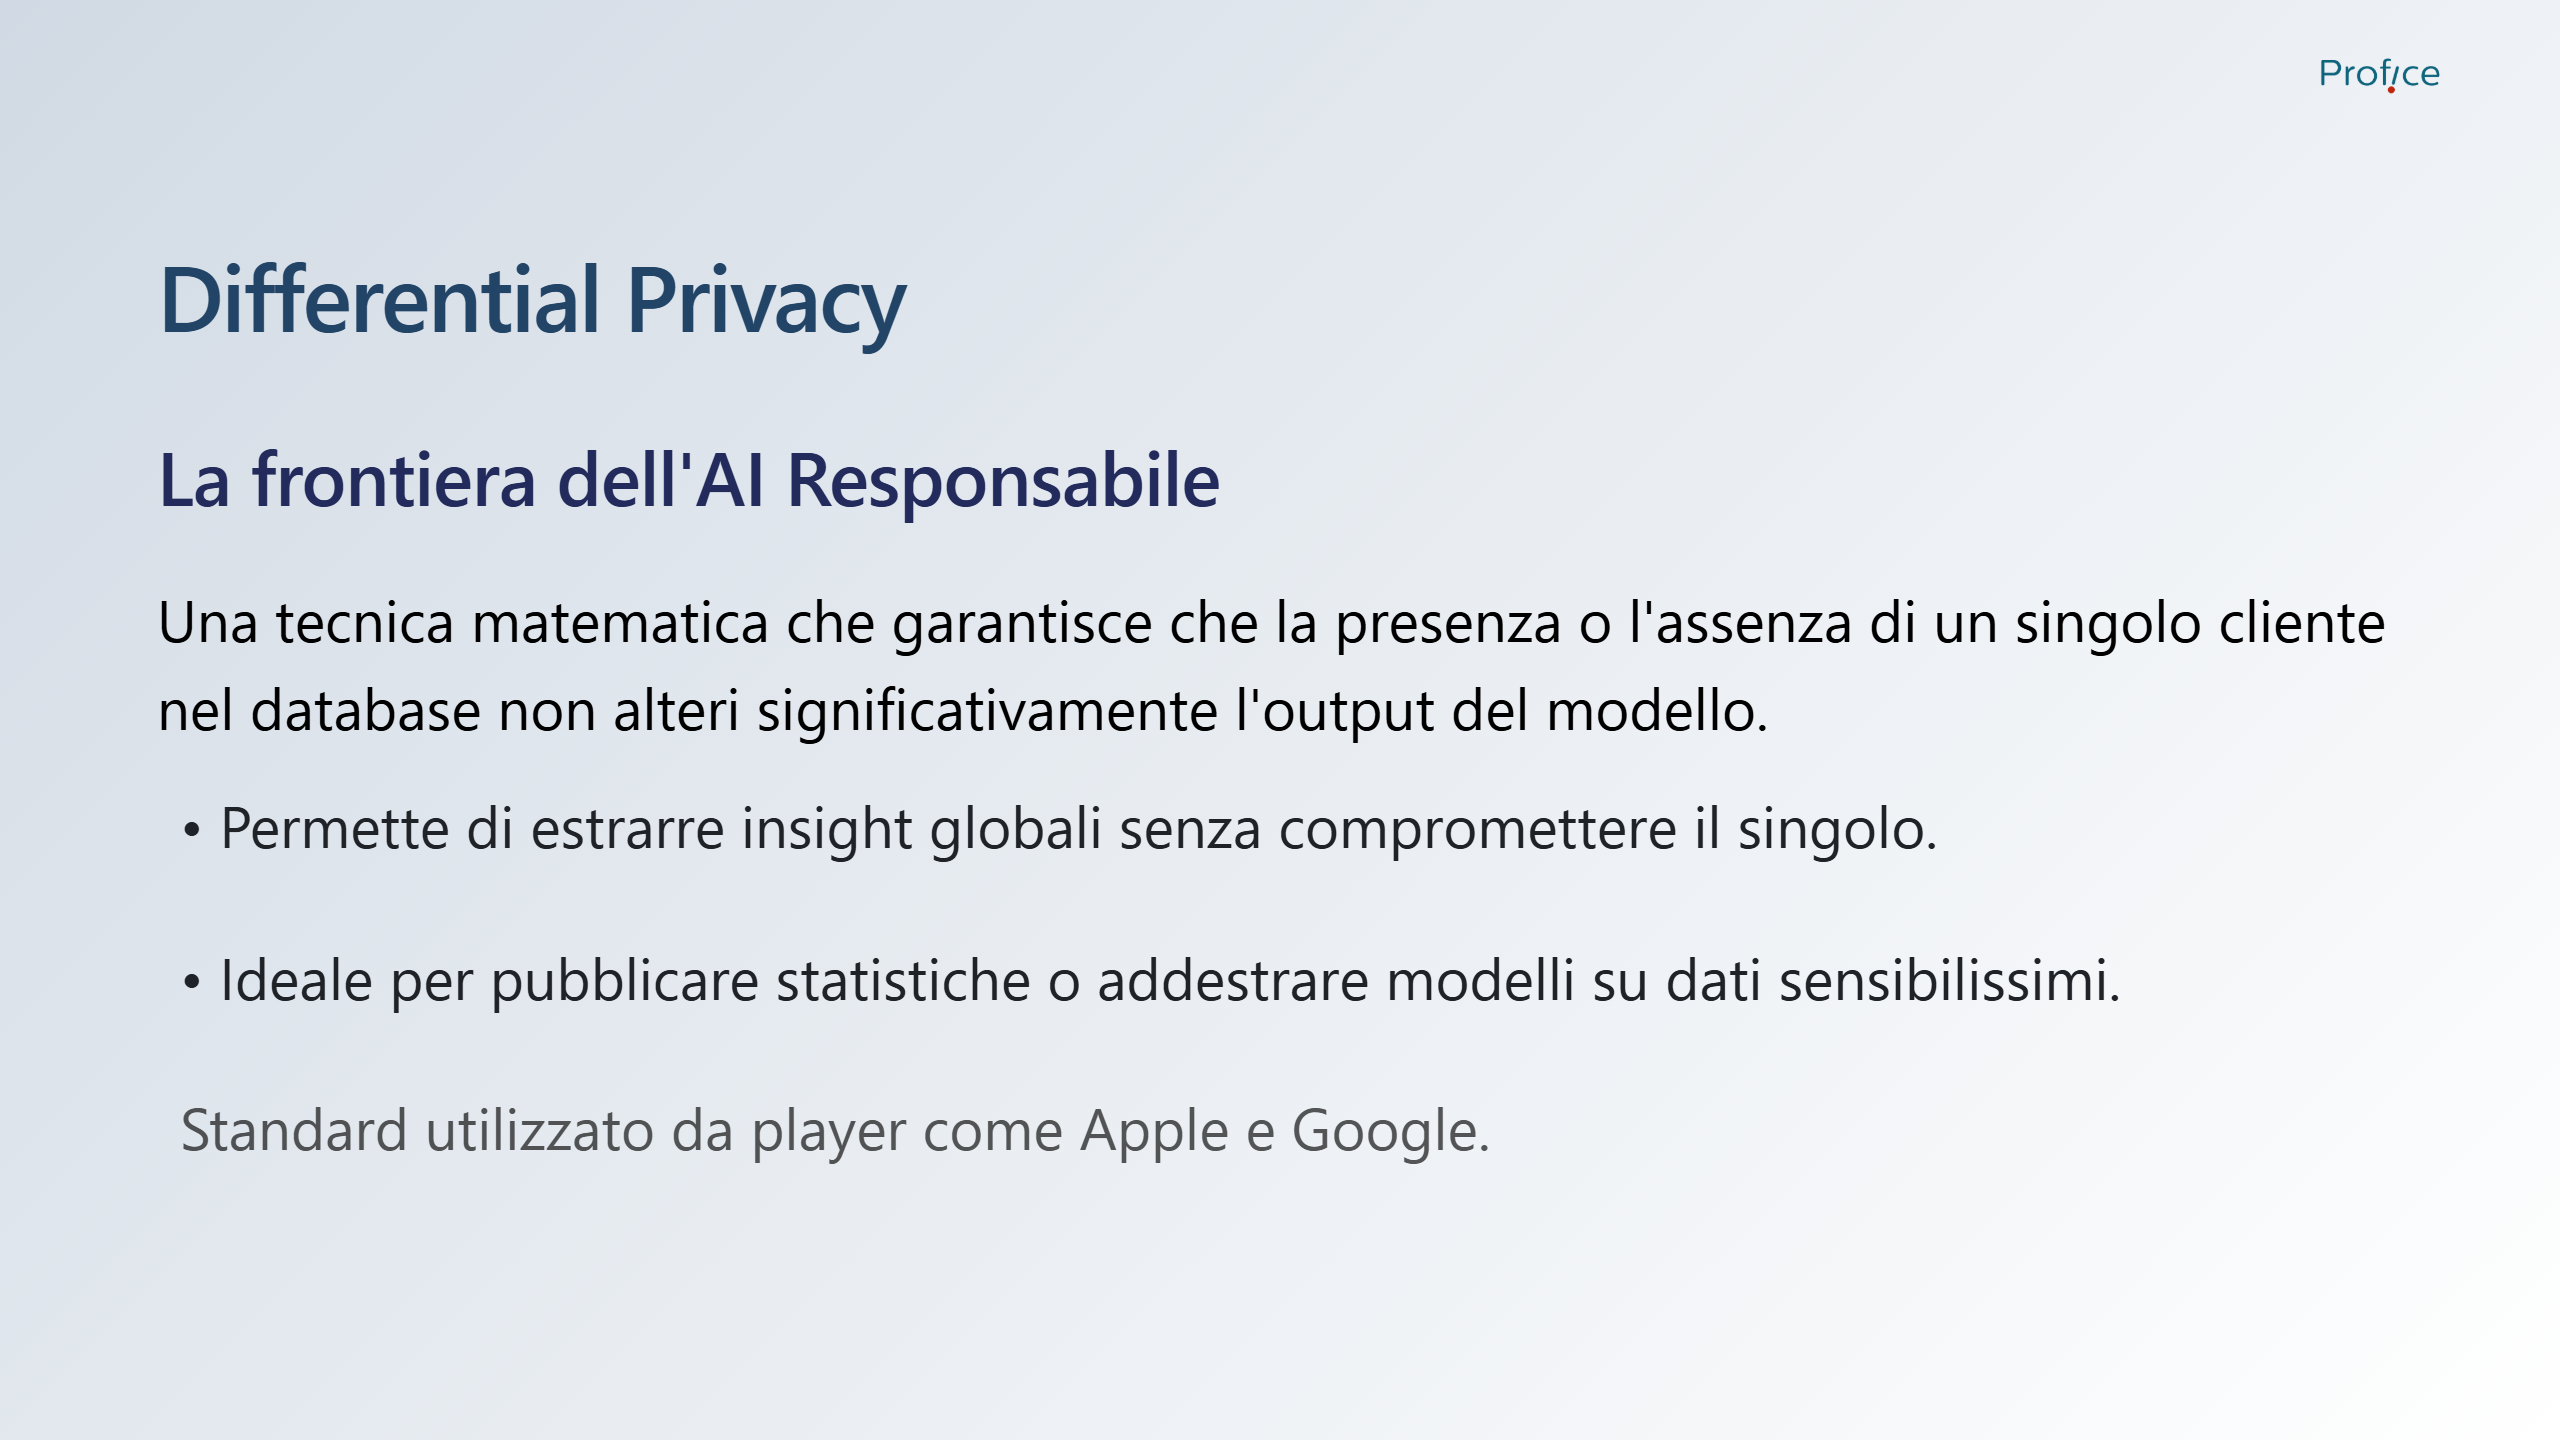 Profice
Differential Privacy
La frontiera dell'AI Responsabile
Una tecnica matematica che garantisce che la presenza o l'assenza di un singolo cliente
nel database non alteri significativamente l'output del modello.
• Permette di estrarre insight globali senza compromettere il singolo.
• Ideale per pubblicare statistiche o addestrare modelli su dati sensibilissimi.
Standard utilizzato da player come Apple e Google.